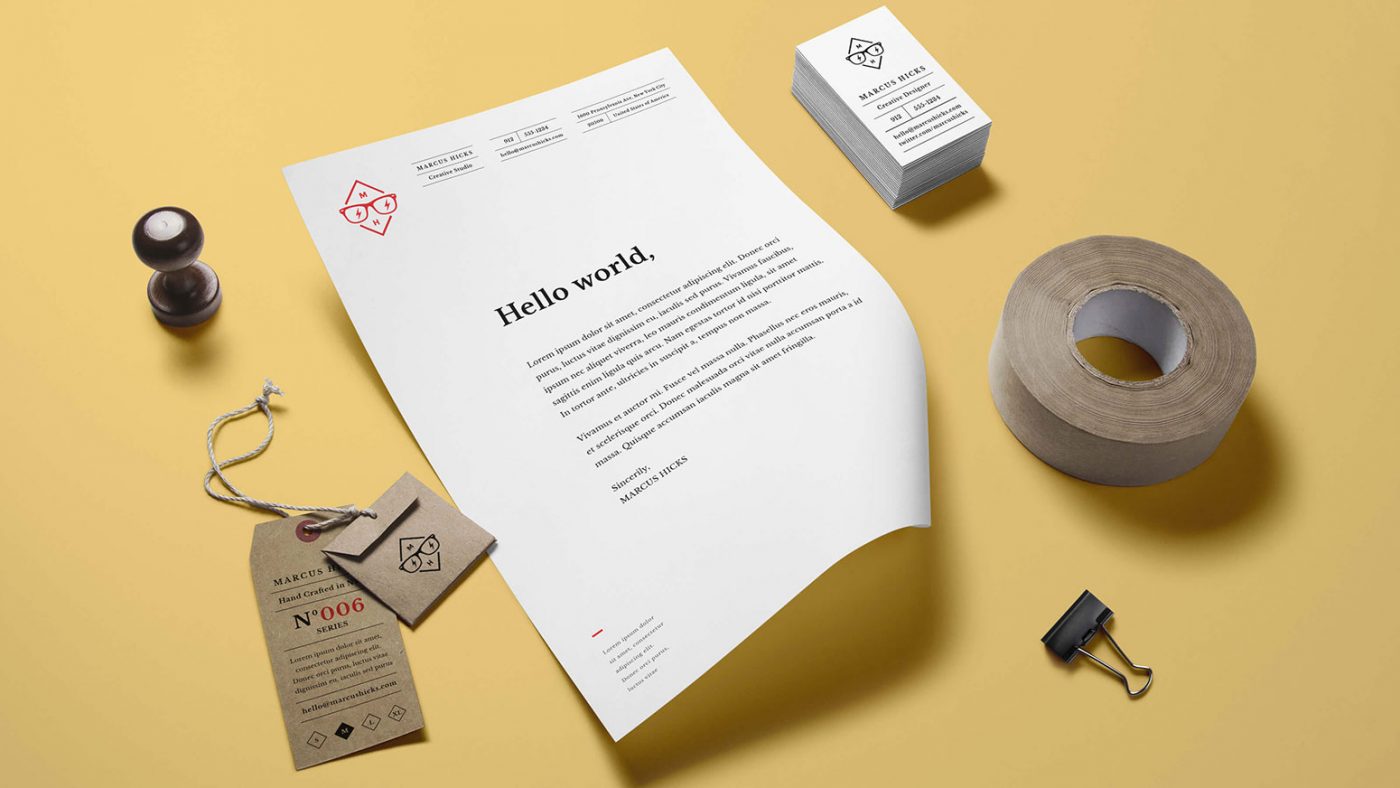 M
H
MARCUS HICKS
Creative Studio
912 555-1234
hello@marcushicks.com
1600 Pennsylvania Ave, New York City
20500 United States of America
Hello world,
Lorem ipsum dolor sit amet, consectetur adipiscing elit. Donec orci
purus, luctus vitae dignissim eu, iaculis sed purus. Vivamus faucibus,
ipsum nec aliquet viverra, leo mauris condimentum ligula, sit amet
sagittis enim ligula quis arcu. Nam egestas tortor id nisi porttitor mattis.
In tortor ante, ultricies in suscipit a, tempus non massa.
Vivamus et auctor mi. Fusce vel massa nulla. Phasellus nec eros mauris,
et scelerisque orci. Donec malesuada orci vitae nulla accumsan porta a id
massa. Quisque accumsan iaculis magna sit amet fringilla.
Sincerily,
MARCUS HICKS
Lorem ipsum dolor
sit amet, consectetur
adipiscing elit.
Donec orci purus,
luctus vitae
M
H
MARCUS HICKS
Creative Designer
912 555-1234
hello@marcushicks.com
twitter.com/marcushicks
M
H
MARCUS H
Hand Crafted in N
Nº006
SERIES
Lorem ipsum dolor sit amet,
consectetur adipiscing elit.
Donec orci purus, luctus vitae
dignissim eu, iaculis sed purus
hello@marcushicks.com
S M L XL